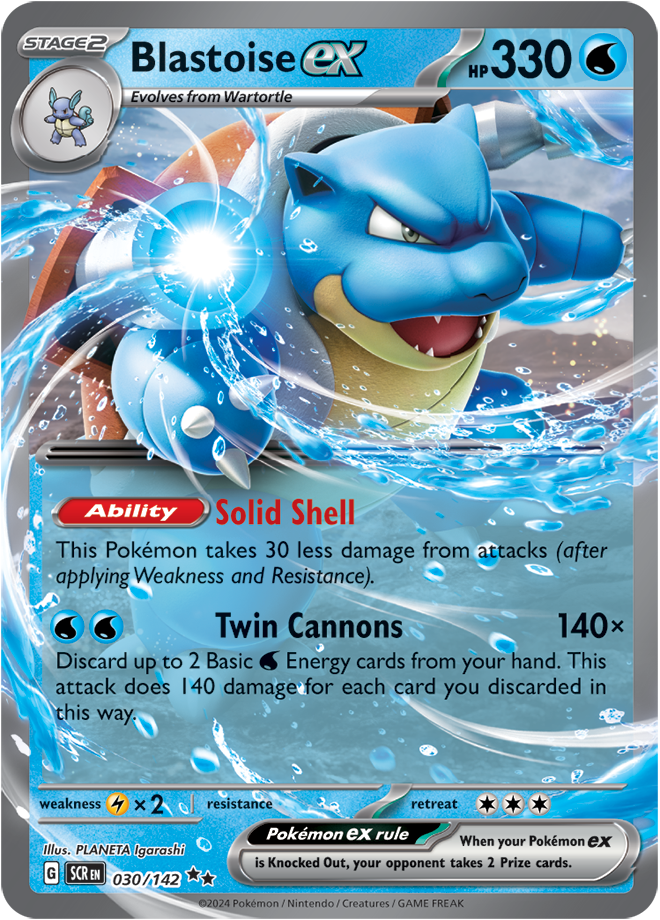 STAGE2
Blastoise ex
HP 330
Evolves from Wartortle
Ability Solid Shell
This Pokémon takes 30 less damage from attacks (after
applying Weakness and Resistance).
Twin Cannons 140×
Discard up to 2 Basic Energy cards from your hand. This
attack does 140 damage for each card you discarded in
this way.
weakness ×2 resistance retreat
Illus. PLANETA Igarashi
Pokémon ex rule
When your Pokémon ex
is Knocked Out, your opponent takes 2 Prize cards.
G SCR EN 030/142
©2024 Pokémon / Nintendo / Creatures / GAME FREAK